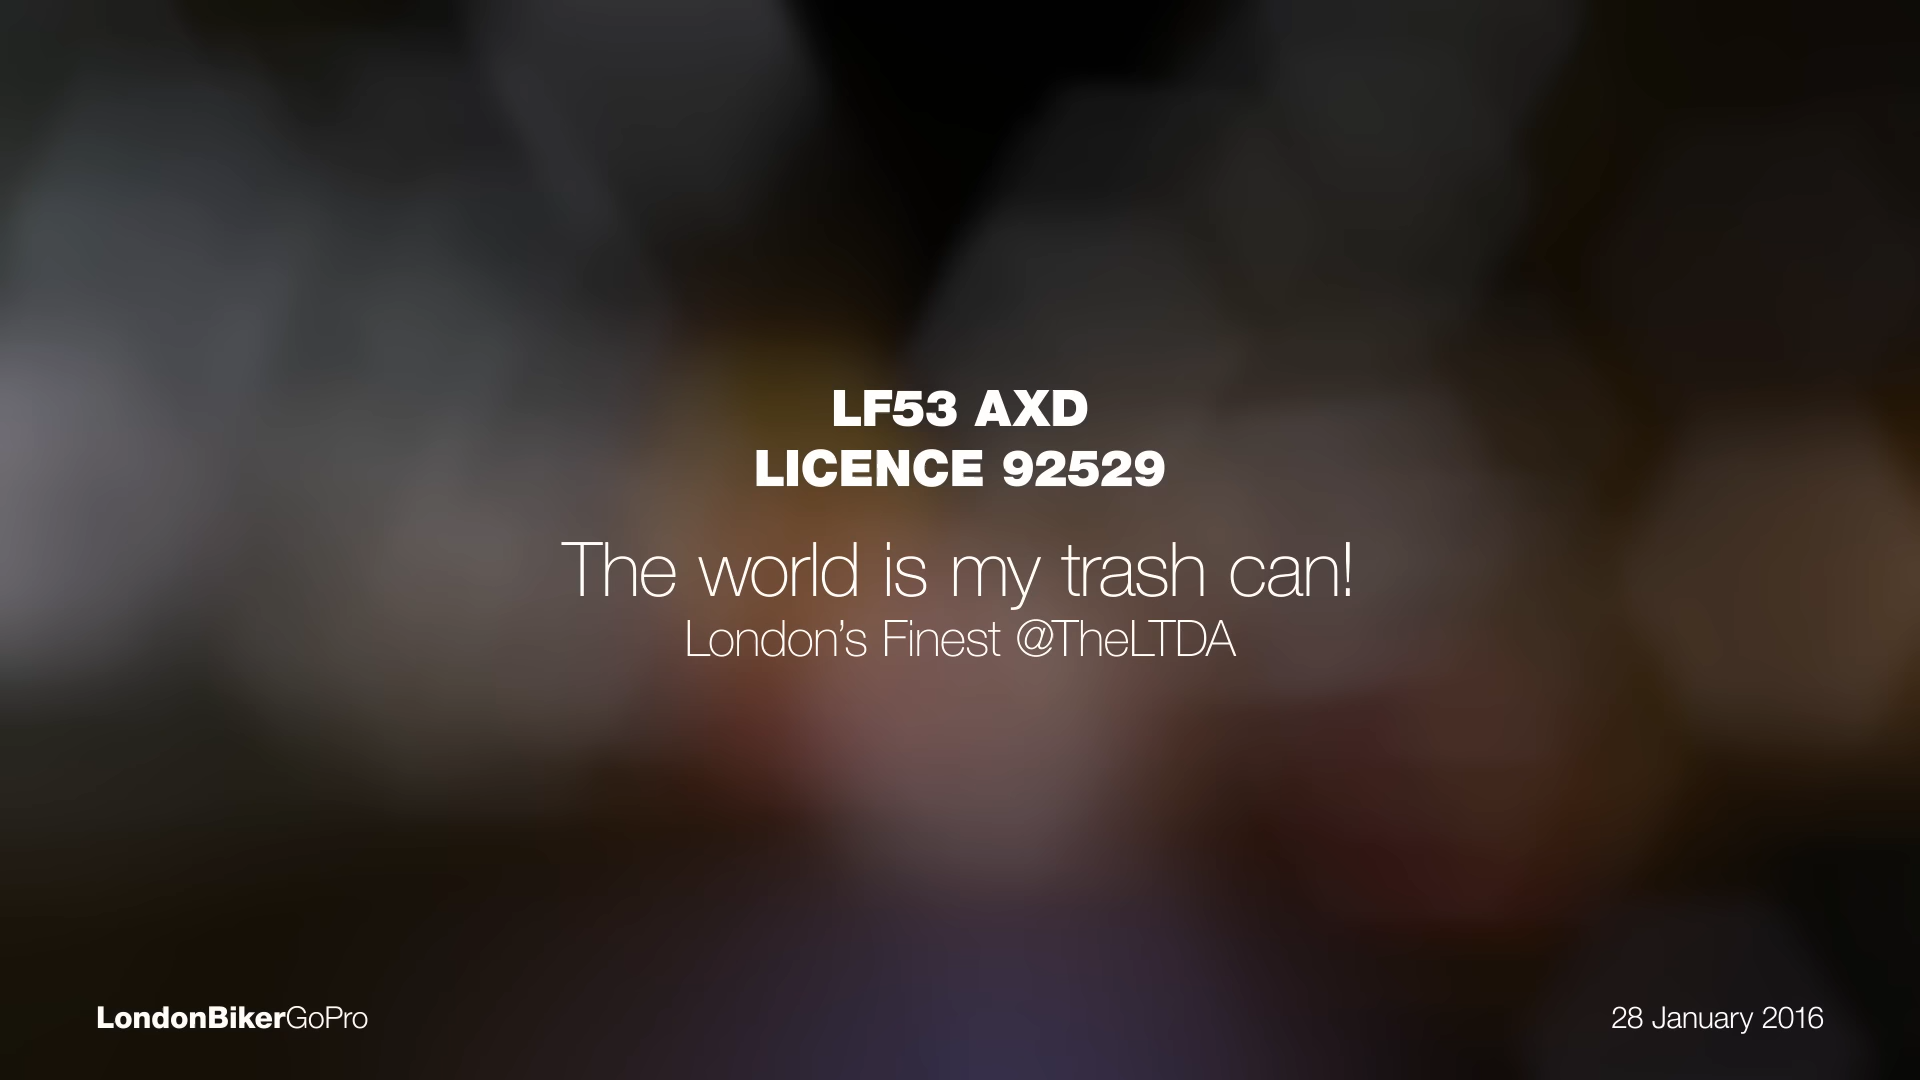 LF53 AXD
LICENCE 92529
The world is my trash can!
London’s Finest @TheLTDA
LondonBikerGoPro
28 January 2016